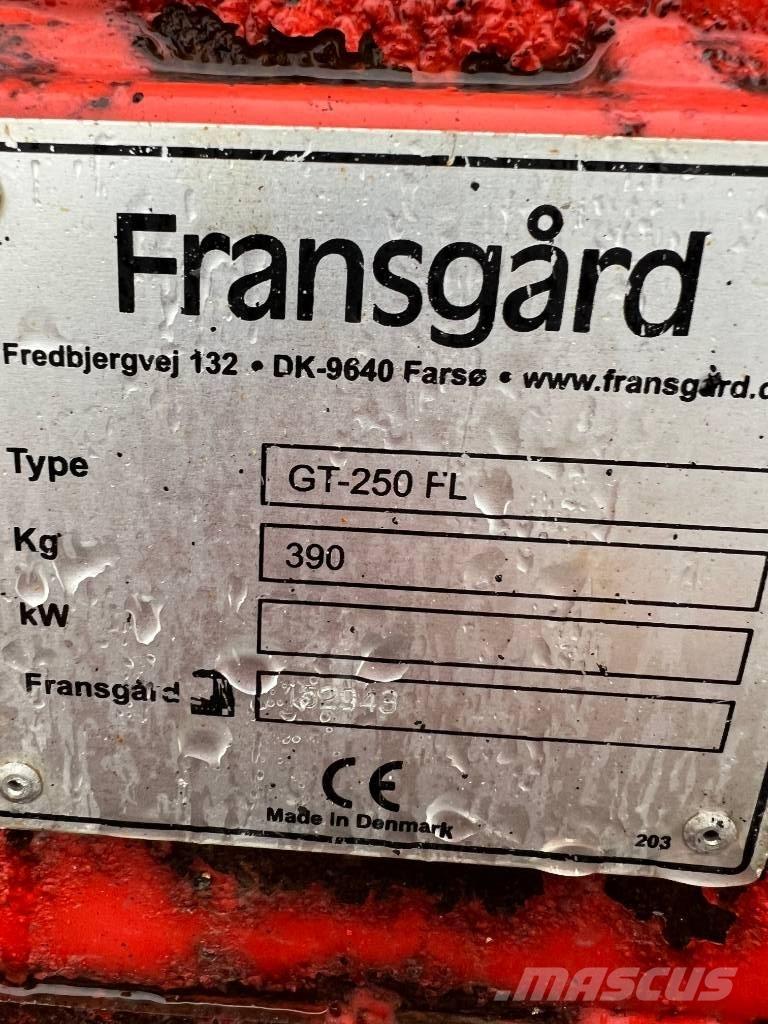 Fransgård
Fredbjergvej 132 • DK-9640 Farsø • www.fransgård.d
Type GT-250 FL
Kg 390
kW
Fransgård 152943
CE
Made in Denmark
203
MASCUS